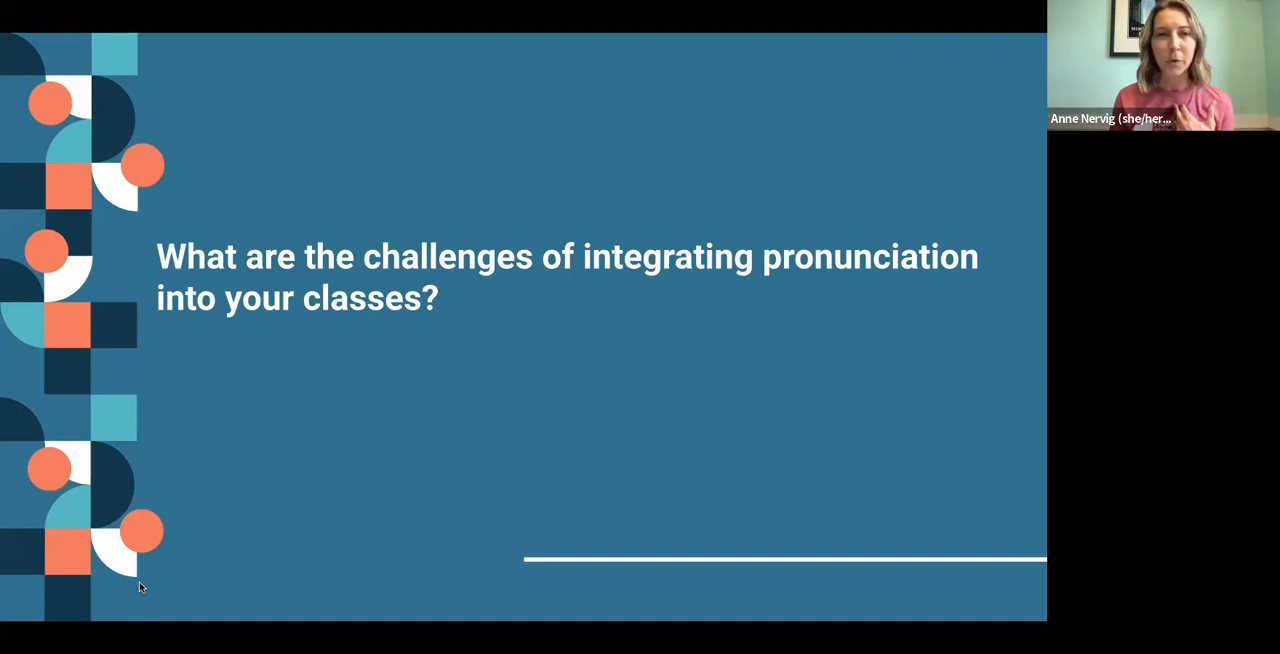 What are the challenges of integrating pronunciation
into your classes?
Anne Nervig (she/her...